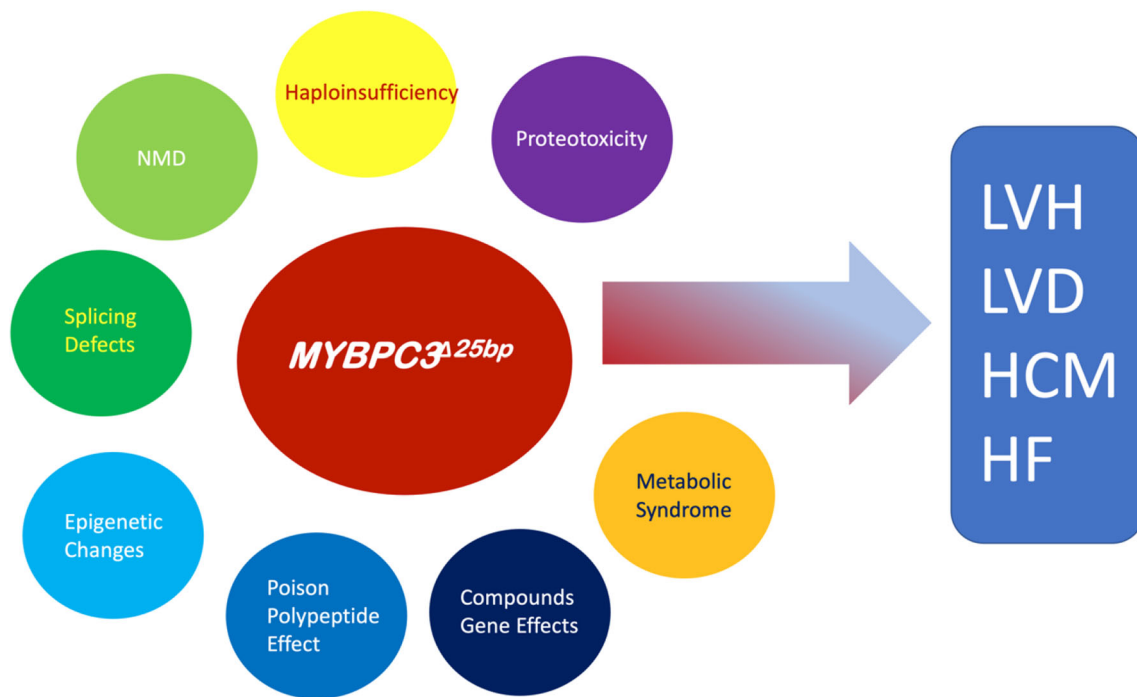 Haploinsufficiency
Proteotoxicity
NMD
Splicing
Defects
MYBPC3Δ25bp
Epigenetic
Changes
Poison
Polypeptide
Effect
Compounds
Gene Effects
Metabolic
Syndrome
LVH
LVD
HCM
HF